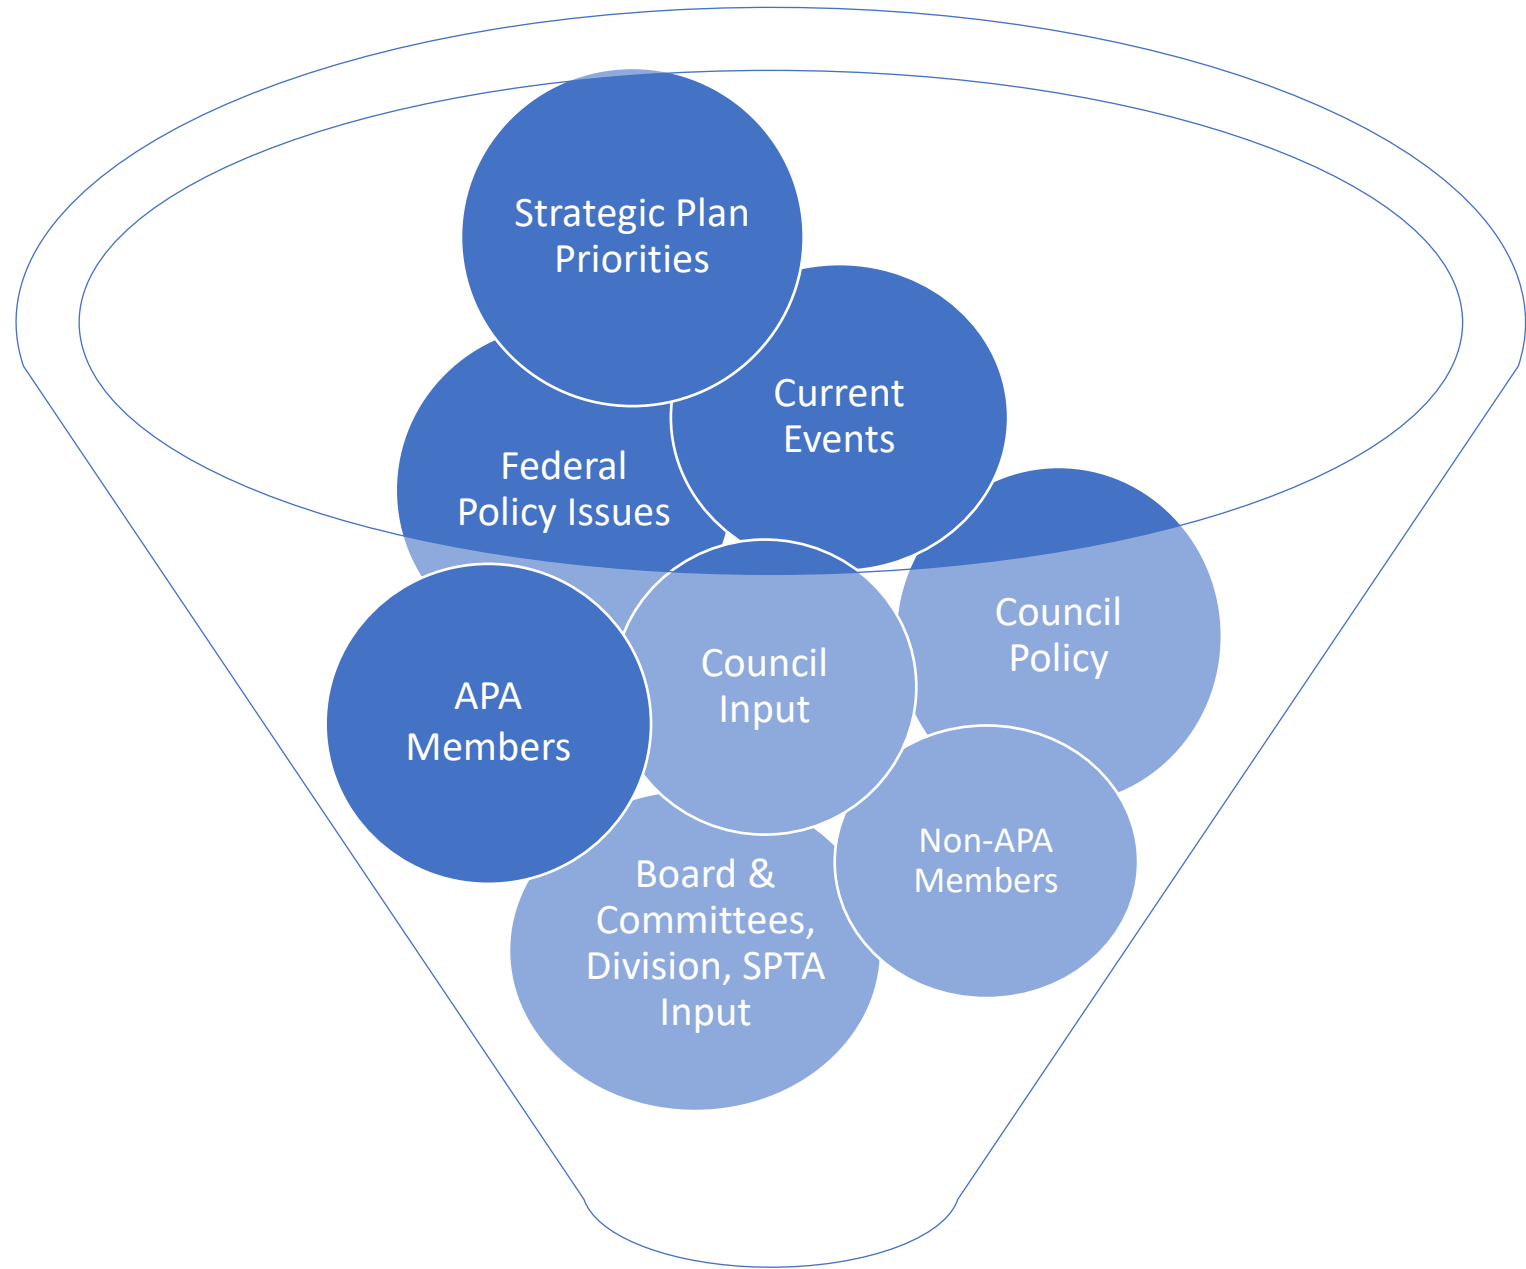 Strategic Plan
Priorities
Current
Events
Federal
Policy Issues
Council
Policy
Council
Input
APA
Members
Non-APA
Members
Board &
Committees,
Division, SPTA
Input